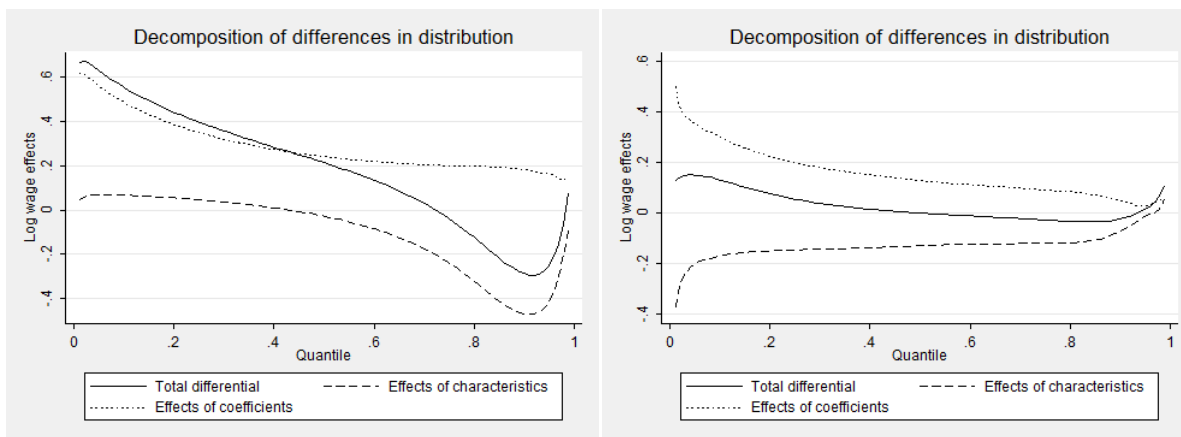 Decomposition of differences in distribution
Log wage effects
.6
.4
.2
0
-.2
-.4
0
.2
.4
.6
.8
1
Quantile
Total differential
Effects of characteristics
Effects of coefficients
Decomposition of differences in distribution
Log wage effects
.6
.4
.2
0
-.2
-.4
0
.2
.4
.6
.8
1
Quantile
Total differential
Effects of characteristics
Effects of coefficients